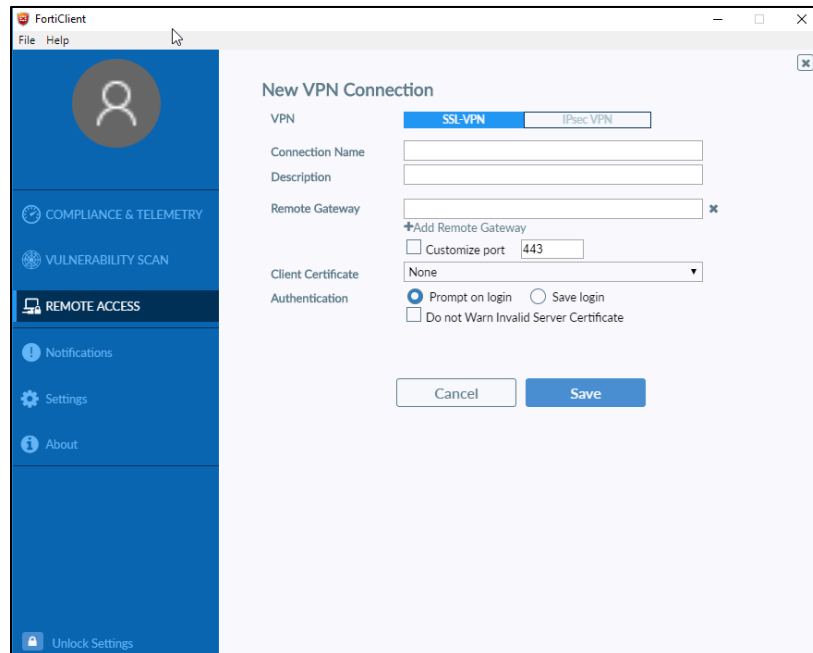 FortiClient
File Help
New VPN Connection
VPN SSL-VPN IPsec VPN
Connection Name
Description
Remote Gateway
+Add Remote Gateway
Customize port 443
Client Certificate None
Authentication Prompt on login Save login
Do not Warn Invalid Server Certificate
Cancel Save
COMPLIANCE & TELEMETRY
VULNERABILITY SCAN
REMOTE ACCESS
Notifications
Settings
About
Unlock Settings